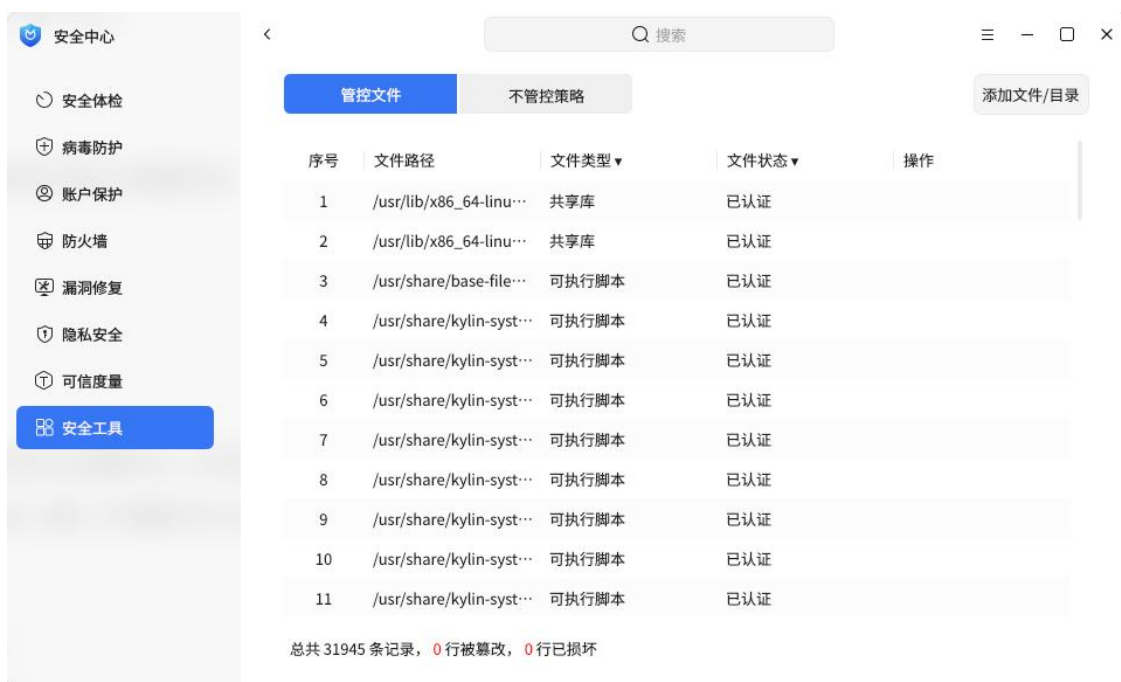 安全中心
搜索
安全体检
病毒防护
账户保护
防火墙
漏洞修复
隐私安全
可信度量
安全工具
管控文件 不管控策略 添加文件/目录
序号 文件路径 文件类型▾ 文件状态▾ 操作
1 /usr/lib/x86_64-linu··· 共享库 已认证
2 /usr/lib/x86_64-linu··· 共享库 已认证
3 /usr/share/base-file··· 可执行脚本 已认证
4 /usr/share/kylin-syst··· 可执行脚本 已认证
5 /usr/share/kylin-syst··· 可执行脚本 已认证
6 /usr/share/kylin-syst··· 可执行脚本 已认证
7 /usr/share/kylin-syst··· 可执行脚本 已认证
8 /usr/share/kylin-syst··· 可执行脚本 已认证
9 /usr/share/kylin-syst··· 可执行脚本 已认证
10 /usr/share/kylin-syst··· 可执行脚本 已认证
11 /usr/share/kylin-syst··· 可执行脚本 已认证
总共 31945 条记录， 0 行被篡改， 0 行已损坏